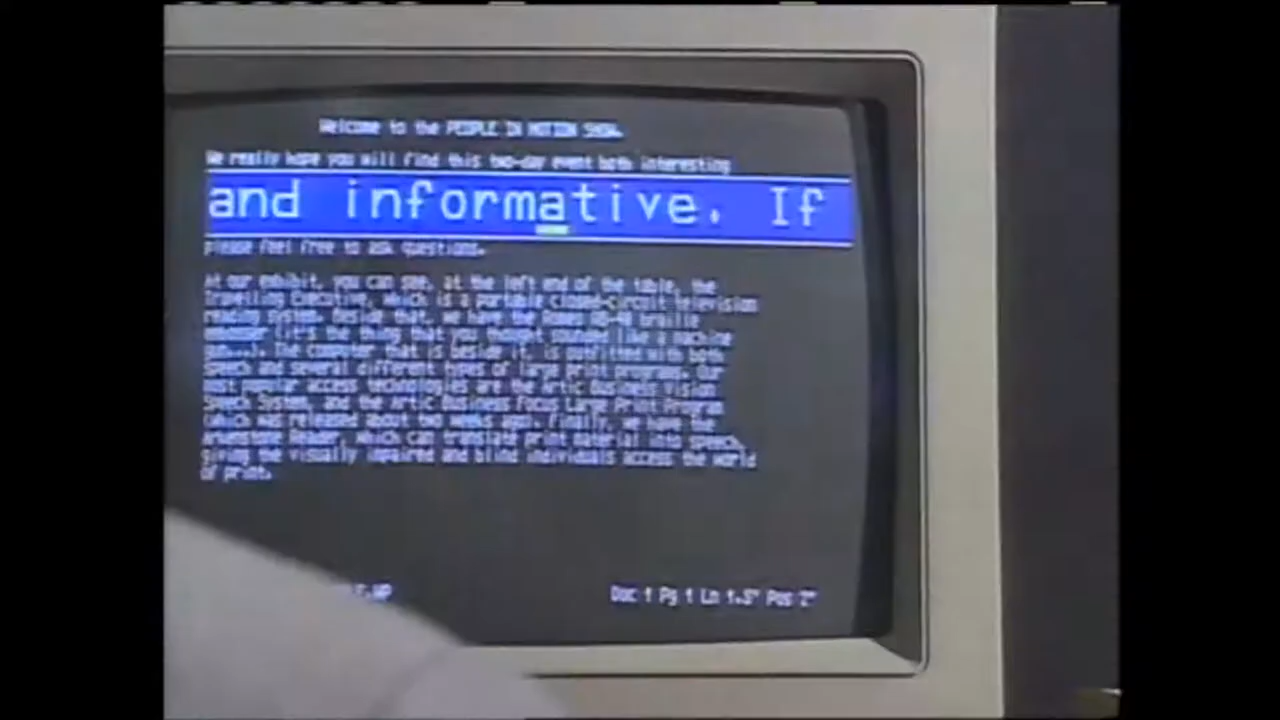 Welcome to the PEOPLE IN MOTION SHOW.
We really hope you will find this two-day event both interesting
and informative. If
please feel free to ask questions.
At our exhibit, you can see, at the left end of the table, the
Travelling Executive, which is a portable closed-circuit television
reading system. Beside that, we have the Romeo braille
embosser (it's the thing that you thought sounded like a machine
gun...). The computer that is beside it, is outfitted with both
speech and several different types of large print programs. Our
most popular access technologies are the Artic Business Vision
Speech System, and the Artic Business Focus Large Print Program
(which was released about two weeks ago). Finally, we have the
Reader, which can translate print material into speech,
giving the visually impaired and blind individuals access the world
of print.
Doc 1 Pg 1 Ln 1.5" Pos 2"